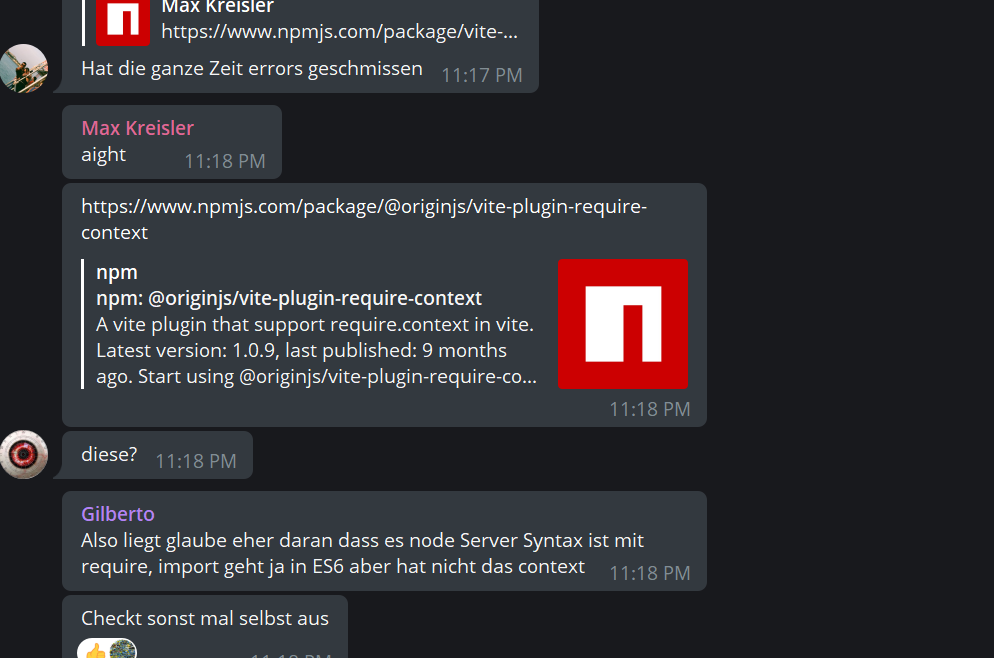 Max Kreisler
https://www.npmjs.com/package/vite-...
Hat die ganze Zeit errors geschmissen 11:17 PM
Max Kreisler
aight 11:18 PM
https://www.npmjs.com/package/@originjs/vite-plugin-require-
context
npm
npm: @originjs/vite-plugin-require-context
A vite plugin that support require.context in vite.
Latest version: 1.0.9, last published: 9 months
ago. Start using @originjs/vite-plugin-require-co...
11:18 PM
diese? 11:18 PM
Gilberto
Also liegt glaube eher daran dass es node Server Syntax ist mit
require, import geht ja in ES6 aber hat nicht das context 11:18 PM
Checkt sonst mal selbst aus
11:18 PM